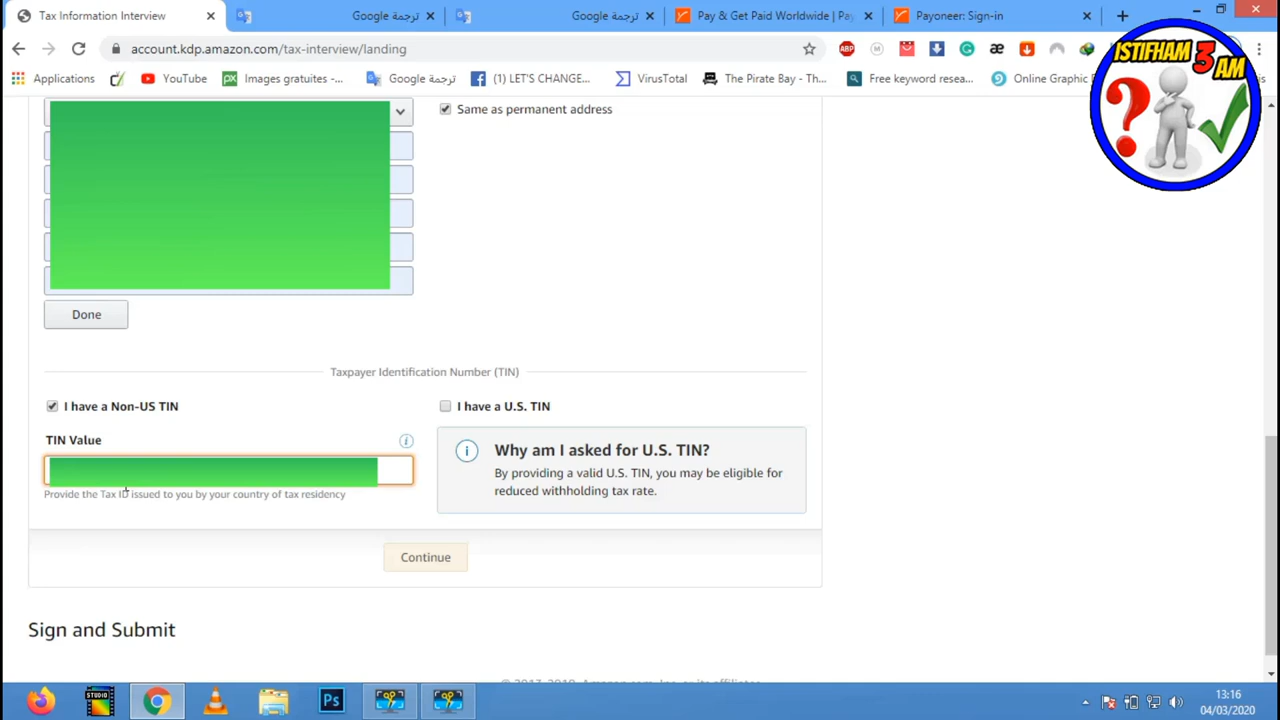 Tax Information Interview
ترجمة Google
ترجمة Google
Pay & Get Paid Worldwide | Pay
Payoneer: Sign-in
account.kdp.amazon.com/tax-interview/landing
ABP
M
æ
Applications
YouTube
PX
Images gratuites -...
ترجمة Google
(1) LET'S CHANGE...
VirusTotal
The Pirate Bay - Th...
Free keyword resea...
Online Graphic D
ISTIFHAM 3 AM
Same as permanent address
Done
Taxpayer Identification Number (TIN)
I have a Non-US TIN
I have a U.S. TIN
TIN Value
Why am I asked for U.S. TIN?
By providing a valid U.S. TIN, you may be eligible for
reduced withholding tax rate.
Provide the Tax ID issued to you by your country of tax residency
Continue
Sign and Submit
STUDIO
Ps
13:16
04/03/2020